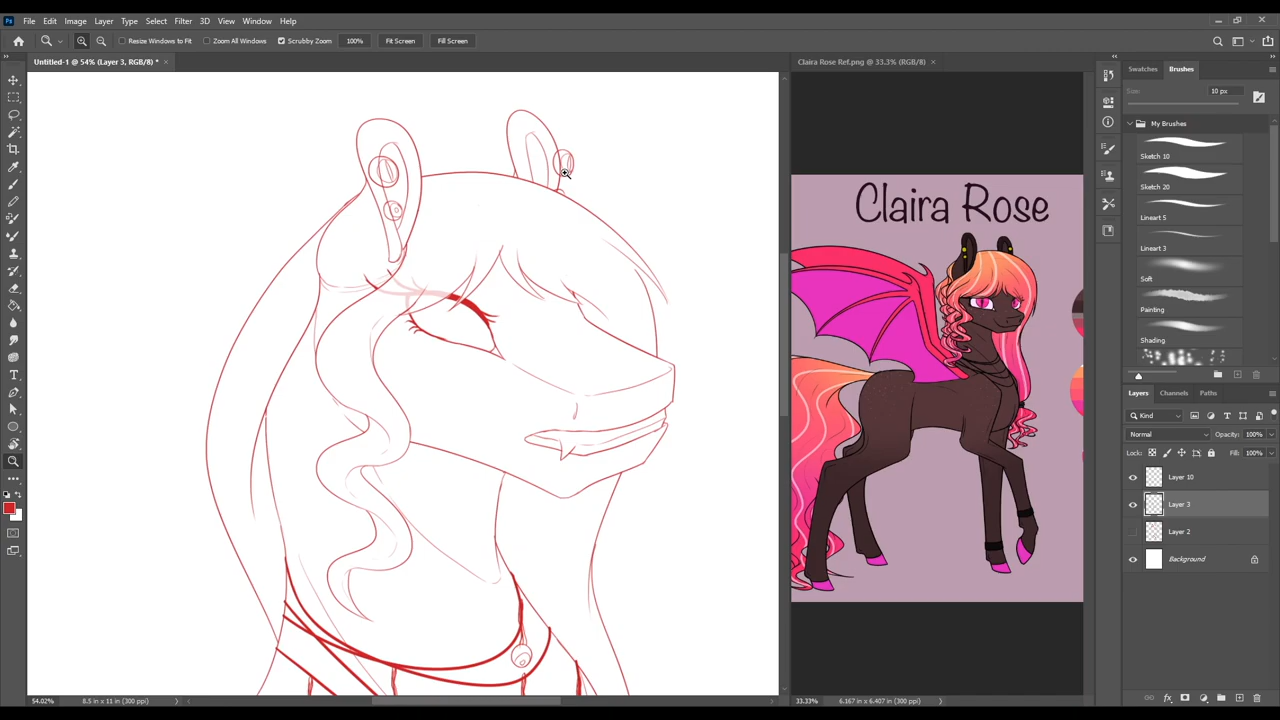 File Edit Image Layer Type Select Filter 3D View Window Help
Resize Windows to Fit Zoom All Windows Scrubby Zoom 100% Fit Screen Fill Screen
Untitled-1 @ 54% (Layer 3, RGB/8) * ×
Claira Rose Ref.png @ 33.3% (RGB/8) ×
Swatches Brushes
Size: 10 px
My Brushes
Sketch 10
Sketch 20
Lineart 5
Lineart 3
Soft
Painting
Shading
Claira Rose
Layers Channels Paths
Kind
Normal Opacity: 100%
Lock: Fill: 100%
Layer 10
Layer 3
Layer 2
Background
54.02% 8.5 in x 11 in (300 ppi)
33.33% 6.167 in x 6.407 in (300 ppi)